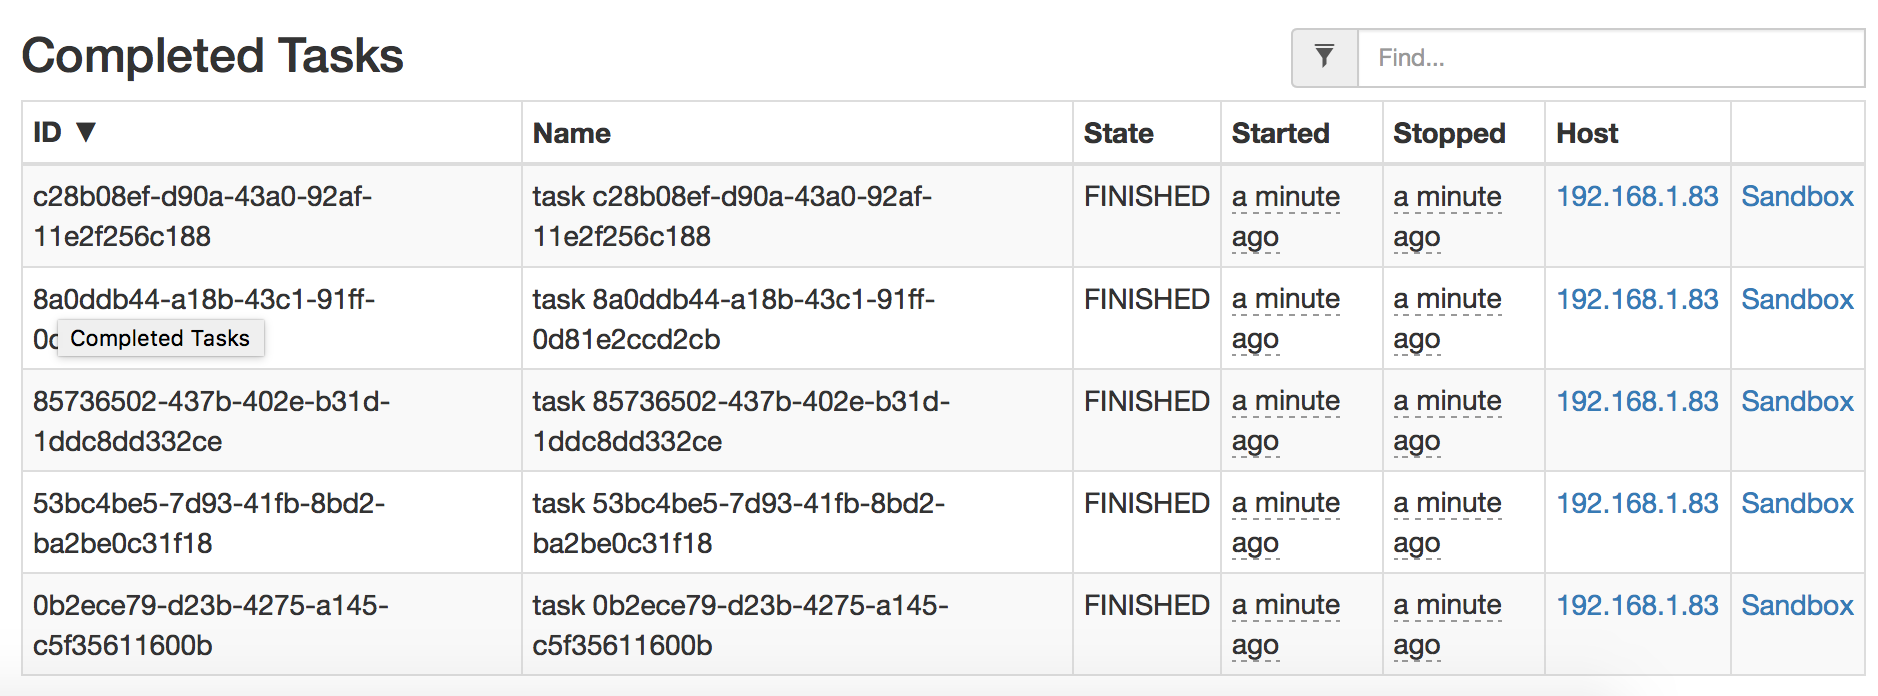 Completed Tasks
Find...
ID ▼ Name State Started Stopped Host
c28b08ef-d90a-43a0-92af- task c28b08ef-d90a-43a0-92af- FINISHED a minute a minute 192.168.1.83 Sandbox
11e2f256c188 11e2f256c188 ago ago
8a0ddb44-a18b-43c1-91ff- task 8a0ddb44-a18b-43c1-91ff- FINISHED a minute a minute 192.168.1.83 Sandbox
Completed Tasks 0d81e2ccd2cb ago ago
85736502-437b-402e-b31d- task 85736502-437b-402e-b31d- FINISHED a minute a minute 192.168.1.83 Sandbox
1ddc8dd332ce 1ddc8dd332ce ago ago
53bc4be5-7d93-41fb-8bd2- task 53bc4be5-7d93-41fb-8bd2- FINISHED a minute a minute 192.168.1.83 Sandbox
ba2be0c31f18 ba2be0c31f18 ago ago
0b2ece79-d23b-4275-a145- task 0b2ece79-d23b-4275-a145- FINISHED a minute a minute 192.168.1.83 Sandbox
c5f35611600b c5f35611600b ago ago